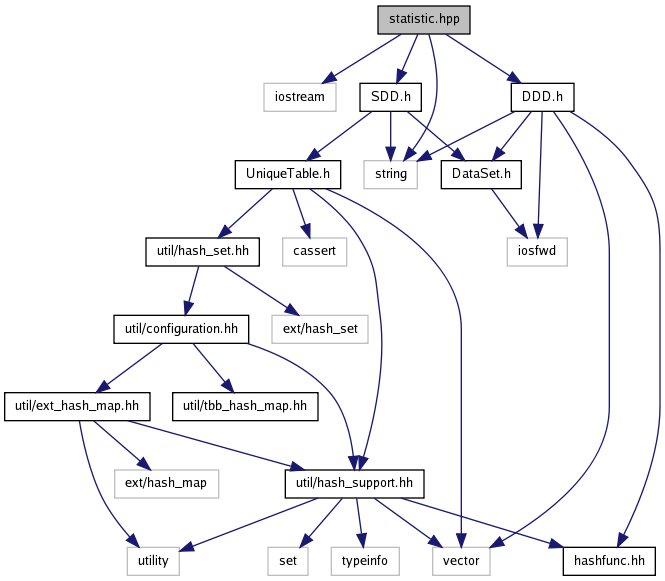 statistic.hpp
iostream
SDD.h
DDD.h
UniqueTable.h
string
DataSet.h
util/hash_set.hh
cassert
iosfwd
util/configuration.hh
ext/hash_set
util/ext_hash_map.hh
util/tbb_hash_map.hh
ext/hash_map
util/hash_support.hh
utility
set
typeinfo
vector
hashfunc.hh